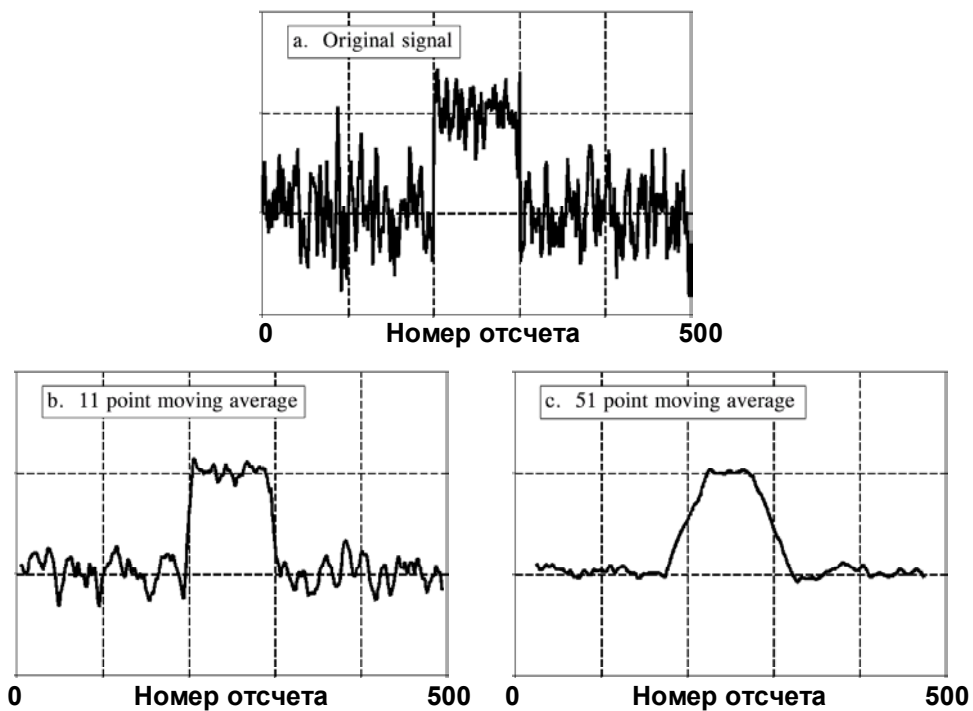 a. Original signal
0 Номер отсчета 500
b. 11 point moving average
c. 51 point moving average
0 Номер отсчета 500
0 Номер отсчета 500